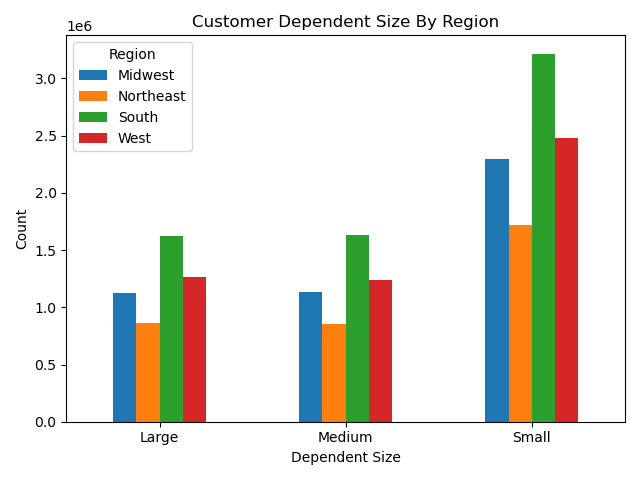 Customer Dependent Size By Region
1e6
Region
Midwest
Northeast
South
West
3.0
2.5
2.0
1.5
1.0
0.5
0.0
Count
Large
Medium
Small
Dependent Size